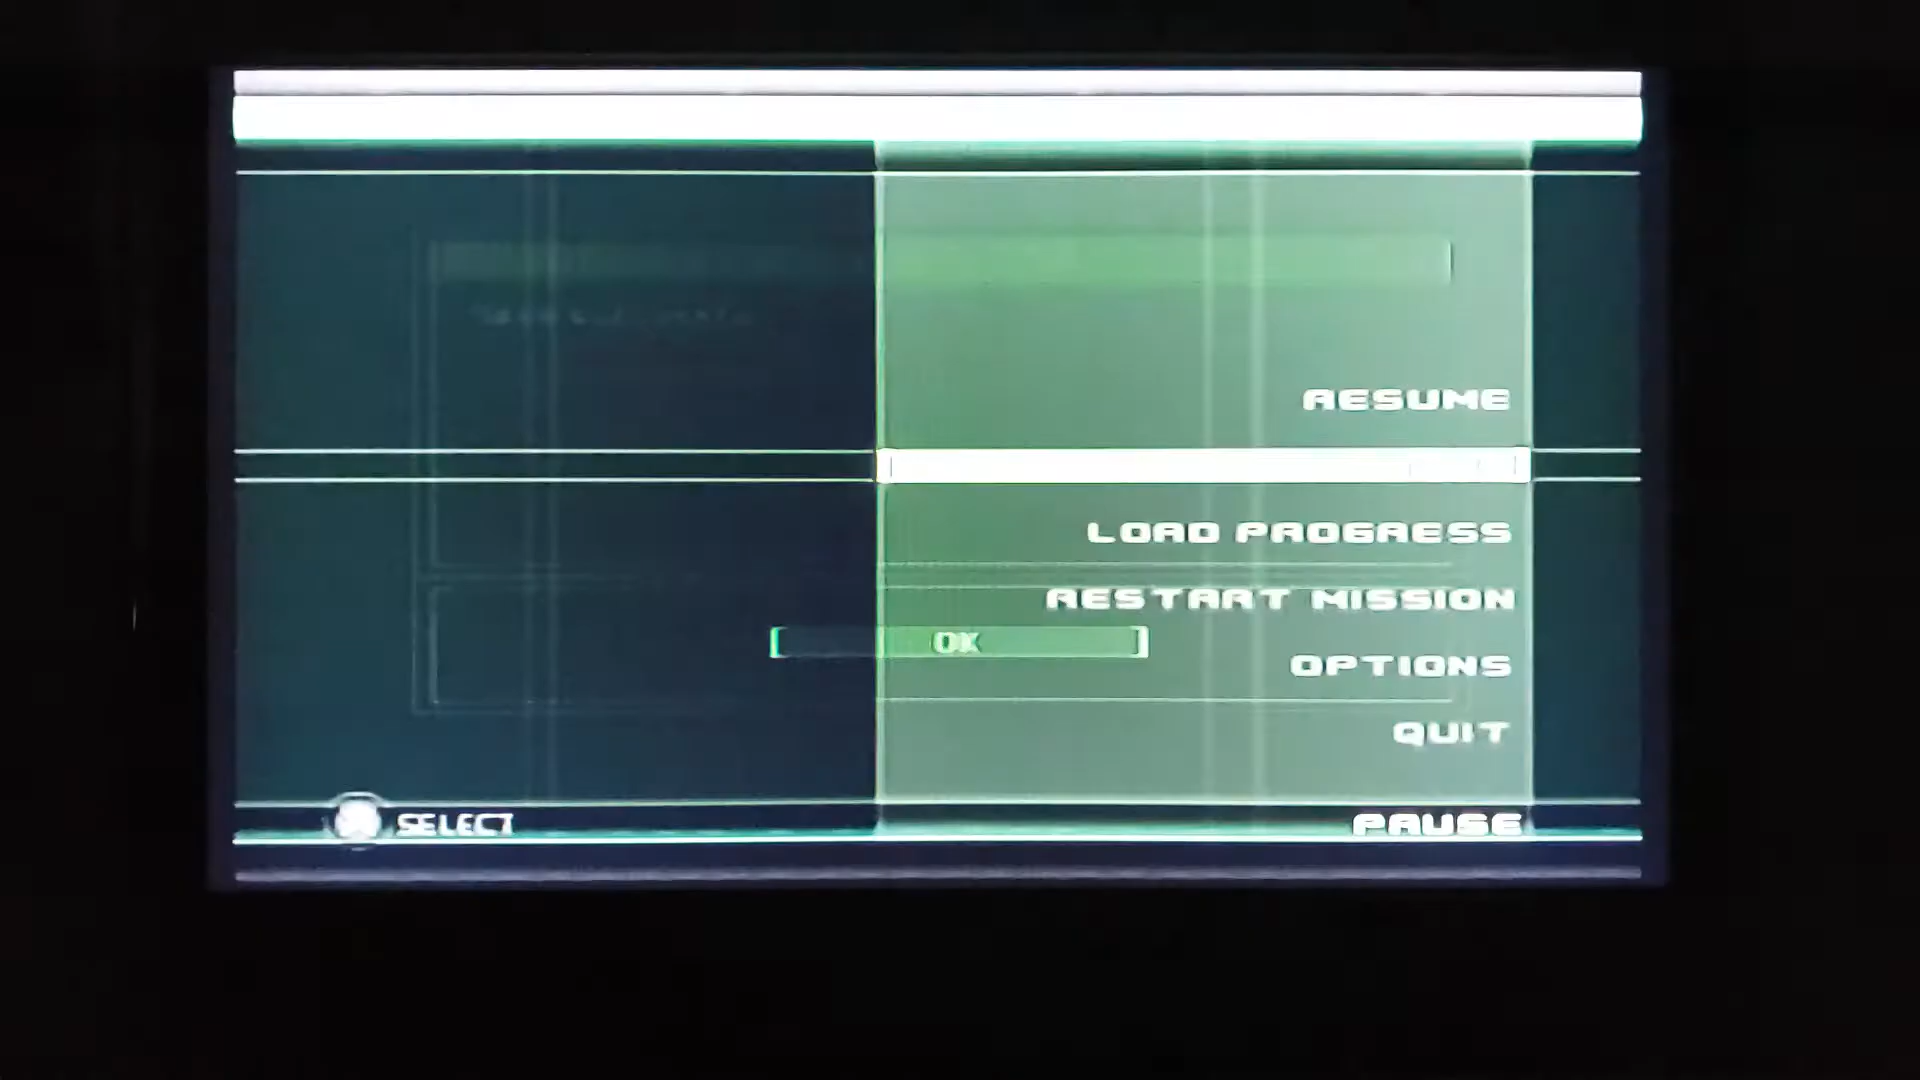 RESUME
LOAD PROGRESS
RESTART MISSION
OK
OPTIONS
QUIT
SELECT
PAUSE